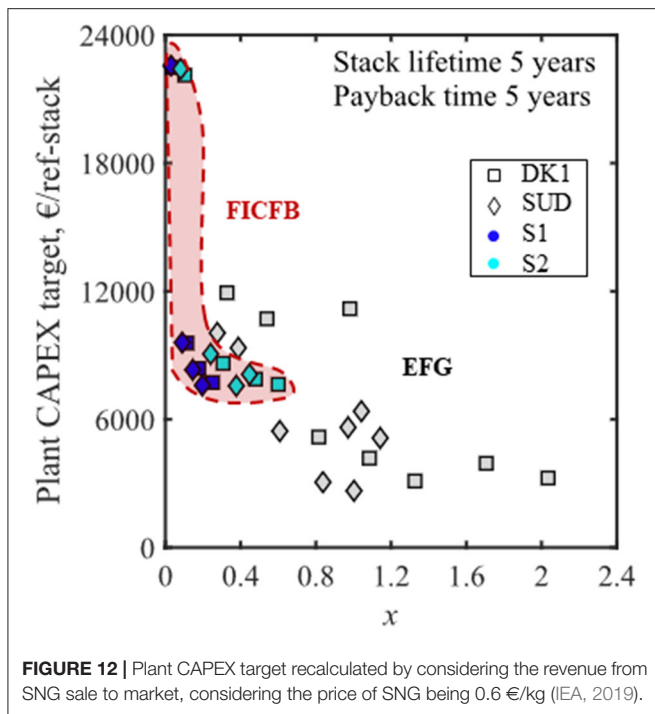 24000
18000
12000
6000
0
Plant CAPEX target, €/ref-stack
Stack lifetime 5 years
Payback time 5 years
DK1
SUD
S1
S2
FICFB
EFG
0 0.4 0.8 1.2 1.6 2 2.4
x
FIGURE 12 | Plant CAPEX target recalculated by considering the revenue from
SNG sale to market, considering the price of SNG being 0.6 €/kg (IEA, 2019).